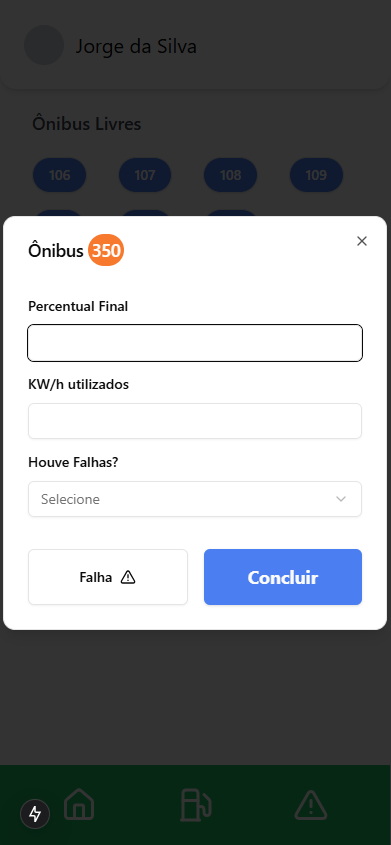 Jorge da Silva
Ônibus Livres
106 107 108 109
Ônibus 350
Percentual Final
KW/h utilizados
Houve Falhas?
Selecione
Falha Concluir